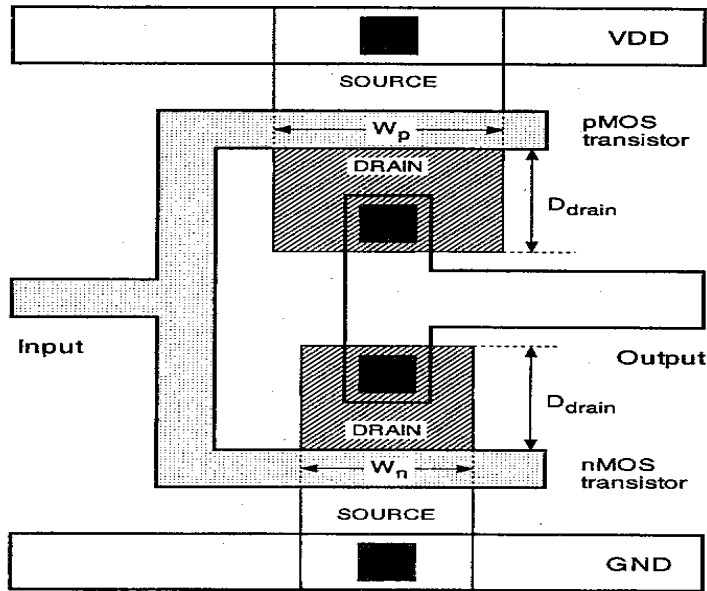 VDD
SOURCE
Wp
pMOS
transistor
DRAIN
Ddrain
Input
Output
Ddrain
DRAIN
Wn
nMOS
transistor
SOURCE
GND